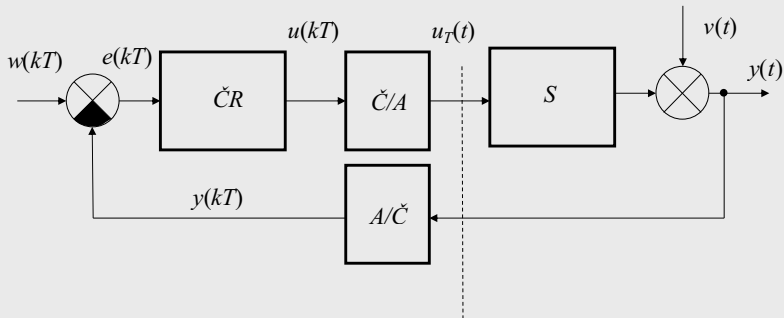 w(kT)
e(kT)
ČR
u(kT)
Č/A
u_T(t)
S
v(t)
y(t)
y(kT)
A/Č